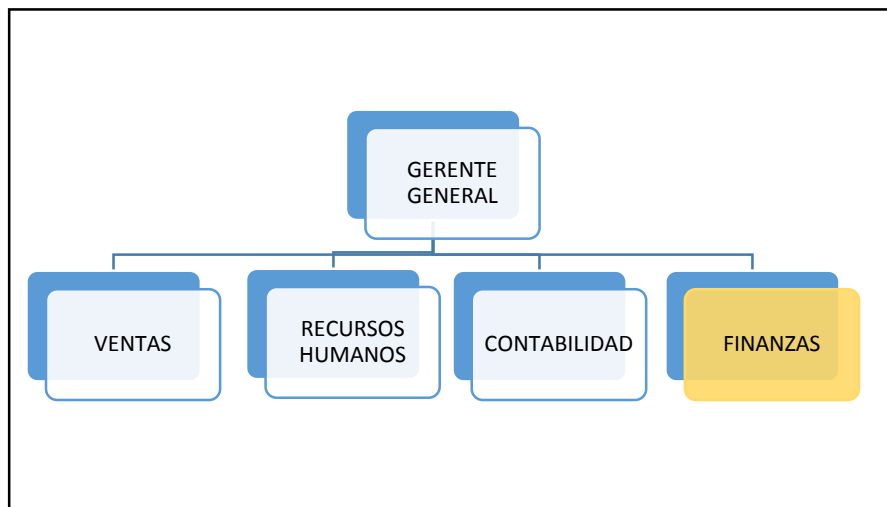 GERENTE
GENERAL
VENTAS
RECURSOS
HUMANOS
CONTABILIDAD
FINANZAS